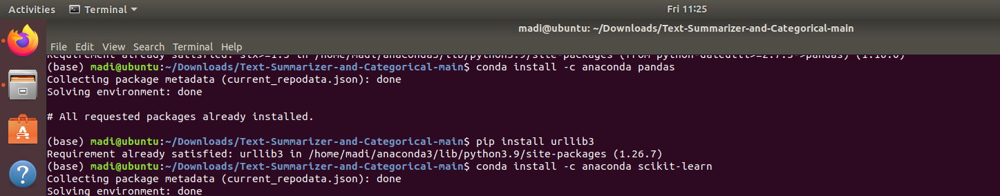 Activities Terminal Fri 11:25
madi@ubuntu: ~/Downloads/Text-Summarizer-and-Categorical-main
File Edit View Search Terminal Help
Requirement already satisfied: six>=1.5 in /home/madi/anaconda3/lib/python3.9/site-packages (from python-dateutil>=2.7.3->pandas) (1.16.0)
(base) madi@ubuntu:~/Downloads/Text-Summarizer-and-Categorical-main$ conda install -c anaconda pandas
Collecting package metadata (current_repodata.json): done
Solving environment: done
# All requested packages already installed.
(base) madi@ubuntu:~/Downloads/Text-Summarizer-and-Categorical-main$ pip install urllib3
Requirement already satisfied: urllib3 in /home/madi/anaconda3/lib/python3.9/site-packages (1.26.7)
(base) madi@ubuntu:~/Downloads/Text-Summarizer-and-Categorical-main$ conda install -c anaconda scikit-learn
Collecting package metadata (current_repodata.json): done
Solving environment: done